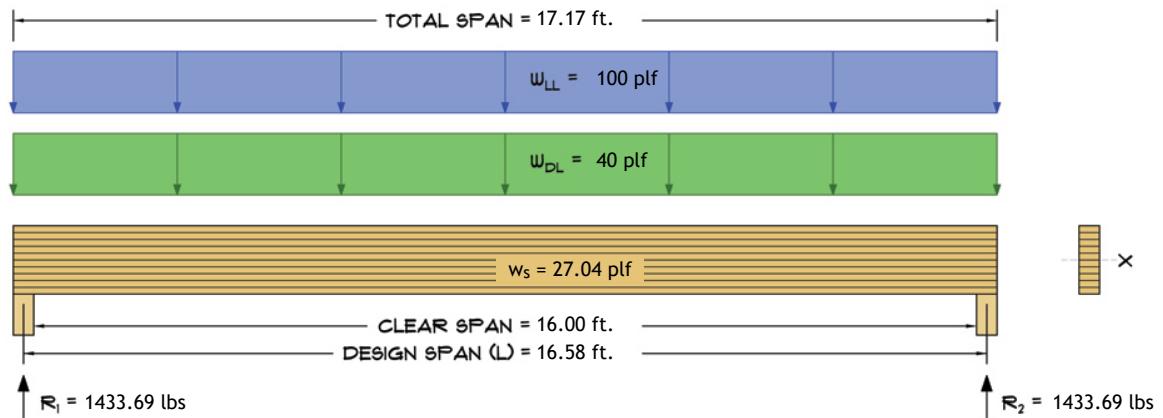 TOTAL SPAN = 17.17 ft.
WLL = 100 plf
WDL = 40 plf
ws = 27.04 plf
X
CLEAR SPAN = 16.00 ft.
DESIGN SPAN (L) = 16.58 ft.
R1 = 1433.69 lbs
R2 = 1433.69 lbs